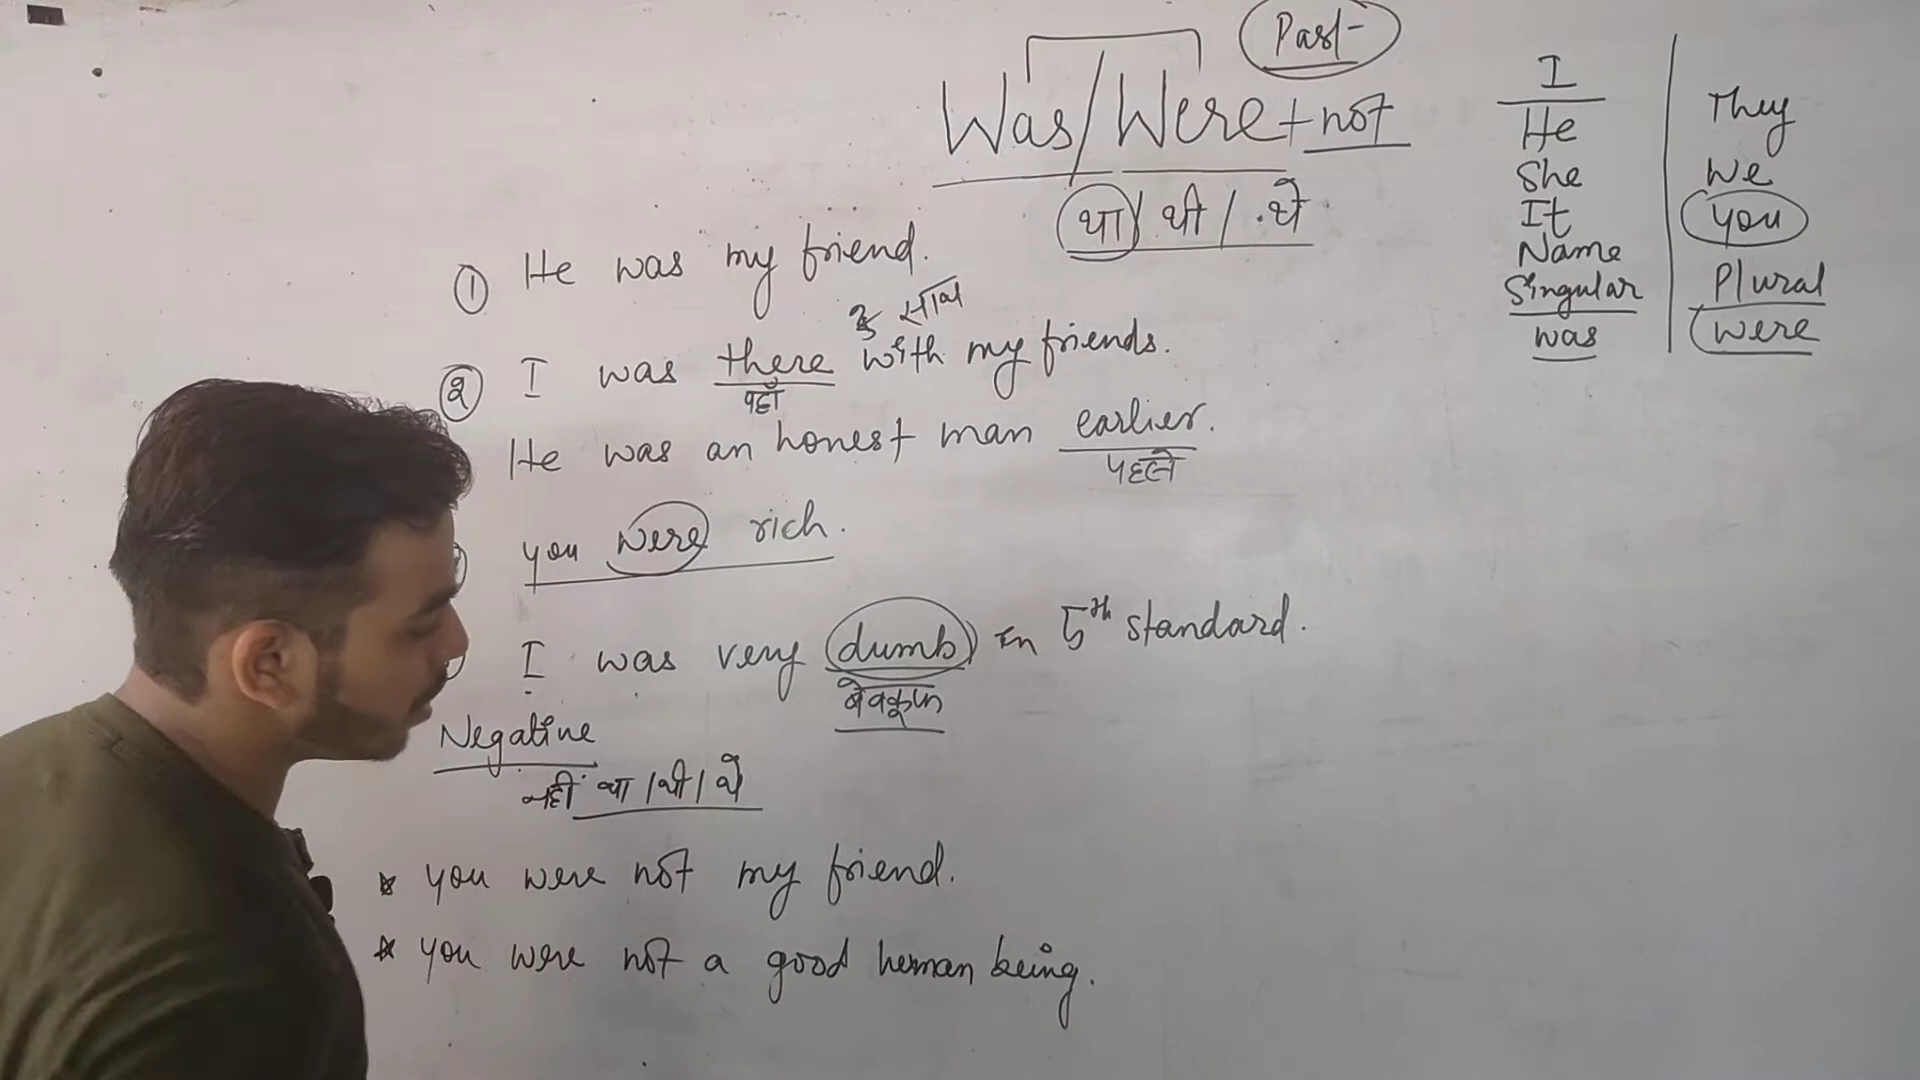 Past
Was/Were + not
था / थी / थे
I
He
She
It
Name
Singular
was
They
We
you
Plural
were
① He was my friend.
के साथ
② I was there with my friends.
वहाँ
He was an honest man earlier.
पहले
you were rich.
I was very dumb in 5th standard.
बेवकूफ
Negative
नहीं था / थी / थे
you were not my friend.
you were not a good human being.